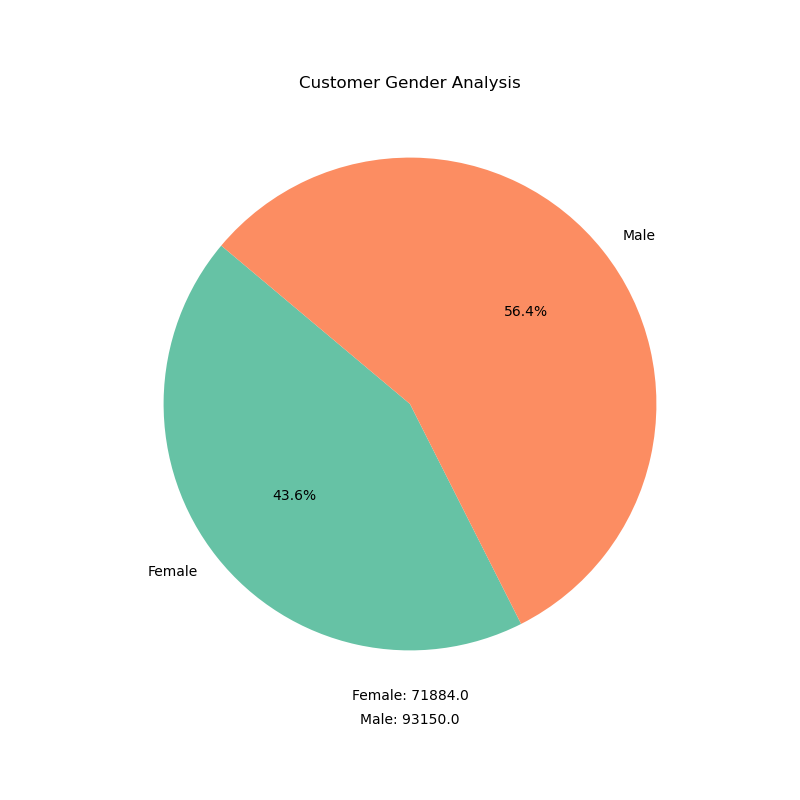 Customer Gender Analysis
Male
56.4%
43.6%
Female
Female: 71884.0
Male: 93150.0